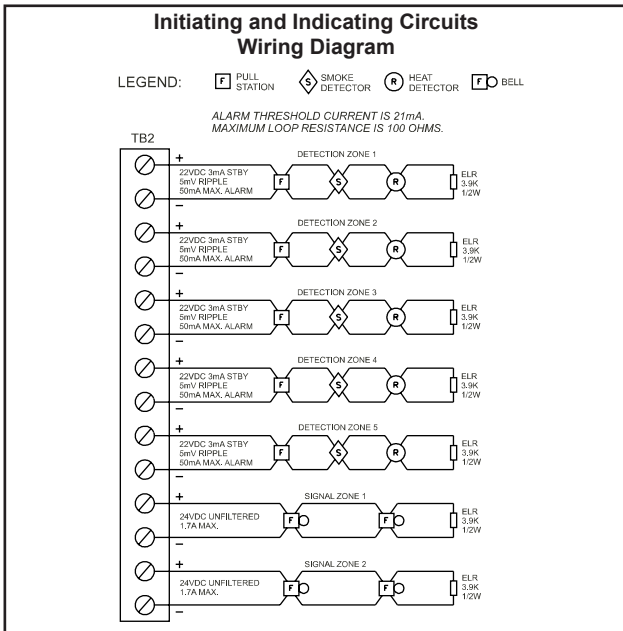 Initiating and Indicating Circuits
Wiring Diagram
LEGEND:
F PULL STATION
S SMOKE DETECTOR
R HEAT DETECTOR
F BELL
ALARM THRESHOLD CURRENT IS 21mA.
MAXIMUM LOOP RESISTANCE IS 100 OHMS.
TB2
DETECTION ZONE 1
+
22VDC 3mA STBY
5mV RIPPLE
50mA MAX. ALARM
–
F S R
ELR
3.9K
1/2W
DETECTION ZONE 2
+
22VDC 3mA STBY
5mV RIPPLE
50mA MAX. ALARM
–
F S R
ELR
3.9K
1/2W
DETECTION ZONE 3
+
22VDC 3mA STBY
5mV RIPPLE
50mA MAX. ALARM
–
F S R
ELR
3.9K
1/2W
DETECTION ZONE 4
+
22VDC 3mA STBY
5mV RIPPLE
50mA MAX. ALARM
–
F S R
ELR
3.9K
1/2W
DETECTION ZONE 5
+
22VDC 3mA STBY
5mV RIPPLE
50mA MAX. ALARM
–
F S R
ELR
3.9K
1/2W
SIGNAL ZONE 1
+
24VDC UNFILTERED
1.7A MAX.
–
F F
ELR
3.9K
1/2W
SIGNAL ZONE 2
+
24VDC UNFILTERED
1.7A MAX.
–
F F
ELR
3.9K
1/2W